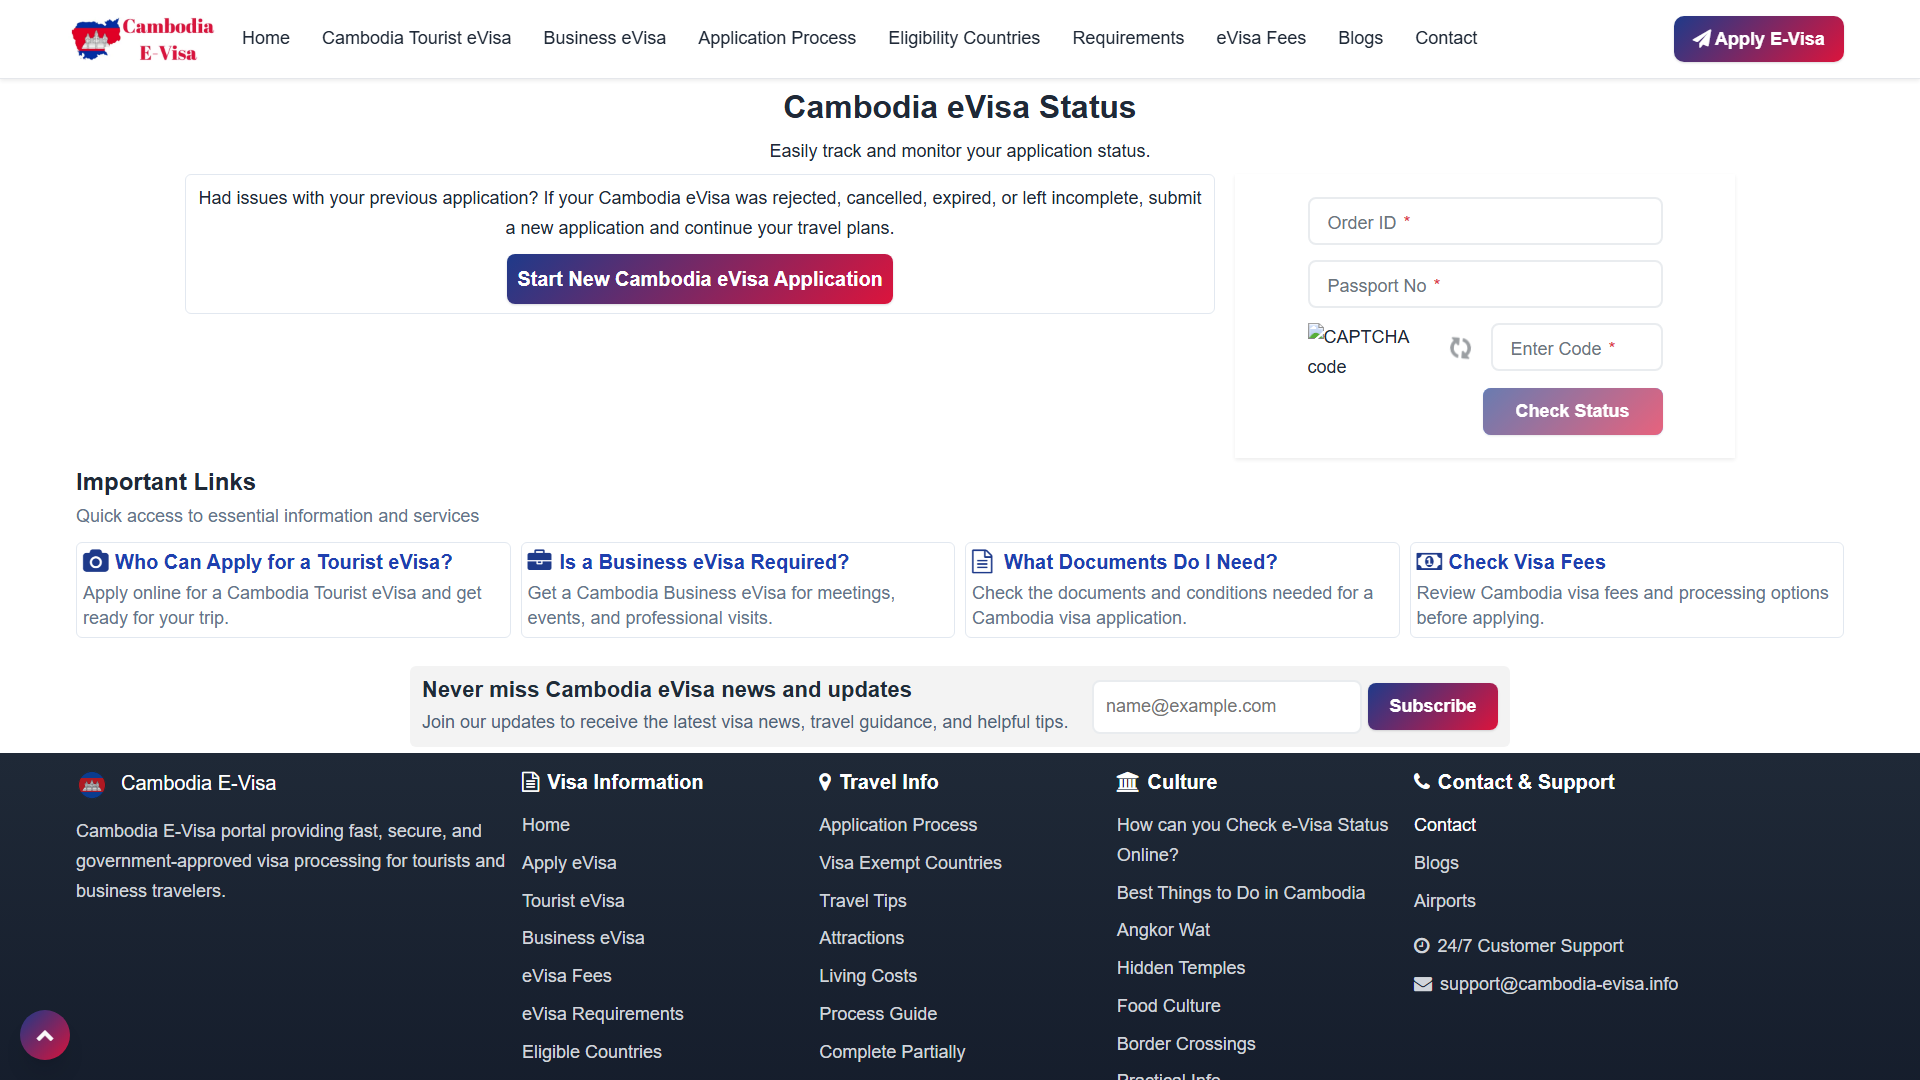 Cambodia
E-Visa
Home
Cambodia Tourist eVisa
Business eVisa
Application Process
Eligibility Countries
Requirements
eVisa Fees
Blogs
Contact
Apply E-Visa
Cambodia eVisa Status
Easily track and monitor your application status.
Had issues with your previous application? If your Cambodia eVisa was rejected, cancelled, expired, or left incomplete, submit
a new application and continue your travel plans.
Start New Cambodia eVisa Application
Order ID *
Passport No *
CAPTCHA
code
Enter Code *
Check Status
Important Links
Quick access to essential information and services
Who Can Apply for a Tourist eVisa?
Apply online for a Cambodia Tourist eVisa and get
ready for your trip.
Is a Business eVisa Required?
Get a Cambodia Business eVisa for meetings,
events, and professional visits.
What Documents Do I Need?
Check the documents and conditions needed for a
Cambodia visa application.
Check Visa Fees
Review Cambodia visa fees and processing options
before applying.
Never miss Cambodia eVisa news and updates
Join our updates to receive the latest visa news, travel guidance, and helpful tips.
name@example.com
Subscribe
Cambodia E-Visa
Cambodia E-Visa portal providing fast, secure, and
government-approved visa processing for tourists and
business travelers.
Visa Information
Home
Apply eVisa
Tourist eVisa
Business eVisa
eVisa Fees
eVisa Requirements
Eligible Countries
Travel Info
Application Process
Visa Exempt Countries
Travel Tips
Attractions
Living Costs
Process Guide
Complete Partially
Culture
How can you Check e-Visa Status
Online?
Best Things to Do in Cambodia
Angkor Wat
Hidden Temples
Food Culture
Border Crossings
Practical Info
Contact & Support
Contact
Blogs
Airports
24/7 Customer Support
support@cambodia-evisa.info